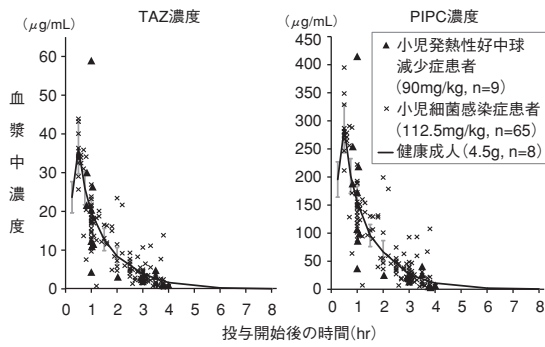 TAZ濃度
PIPC濃度
(μg/mL)
(μg/mL)
血漿中濃度
60
50
40
30
20
10
0
0 1 2 3 4 5 6 7 8
450
400
350
300
250
200
150
100
50
0
0 1 2 3 4 5 6 7 8
▲ 小児発熱性好中球
減少症患者
(90mg/kg, n=9)
× 小児細菌感染症患者
(112.5mg/kg, n=65)
健康成人(4.5g, n=8)
投与開始後の時間(hr)